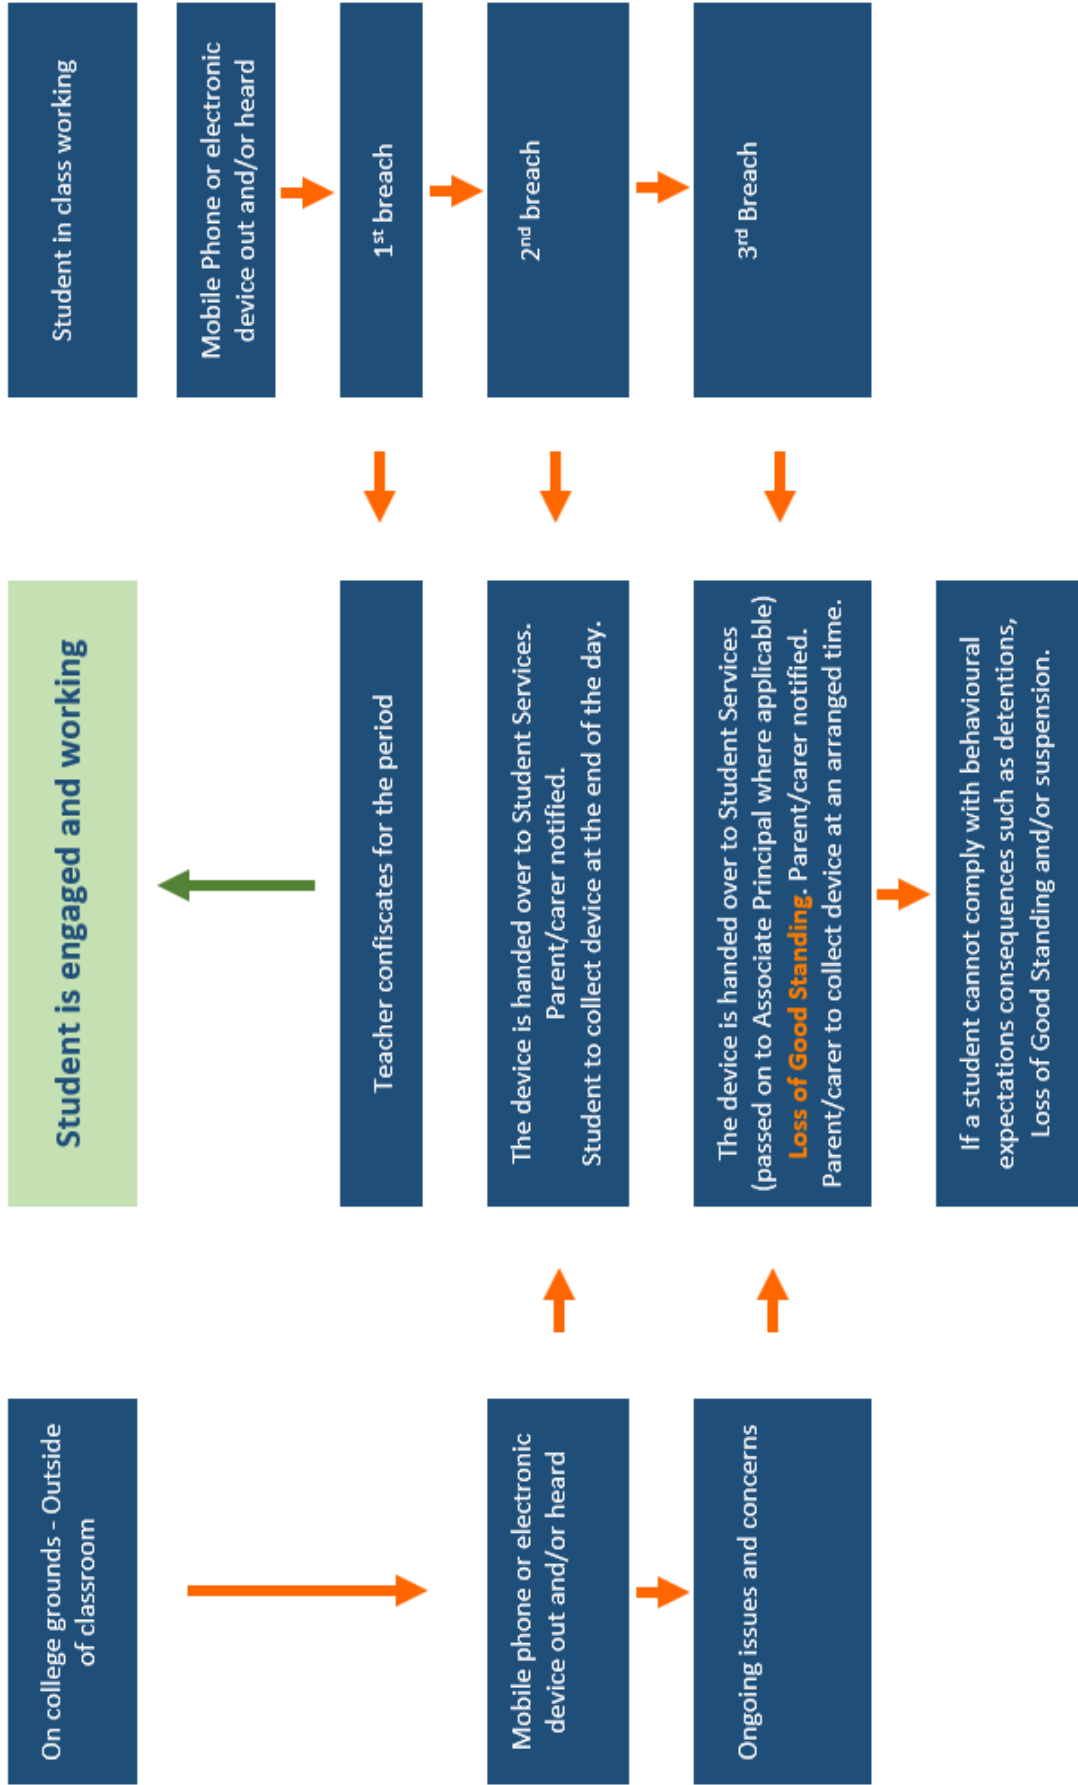 On college grounds - Outside
of classroom
Student is engaged and working
Student in class working
Mobile Phone or electronic
device out and/or heard
Teacher confiscates for the period
1st breach
Mobile phone or electronic
device out and/or heard
The device is handed over to Student Services.
Parent/carer notified.
Student to collect device at the end of the day.
2nd breach
Ongoing issues and concerns
The device is handed over to Student Services
(passed on to Associate Principal where applicable)
Loss of Good Standing. Parent/carer notified.
Parent/carer to collect device at an arranged time.
3rd Breach
If a student cannot comply with behavioural
expectations consequences such as detentions,
Loss of Good Standing and/or suspension.